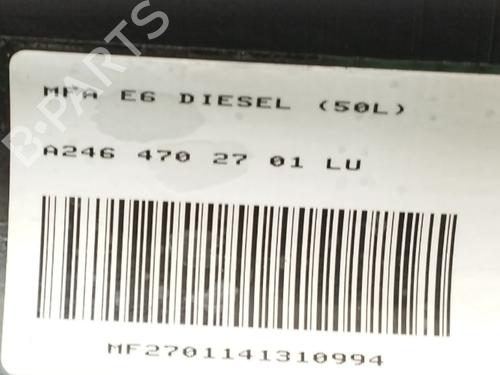 MFA E6 DIESEL (50L)
A246 470 27 01 LU
MF2701141310994
B-PARTS